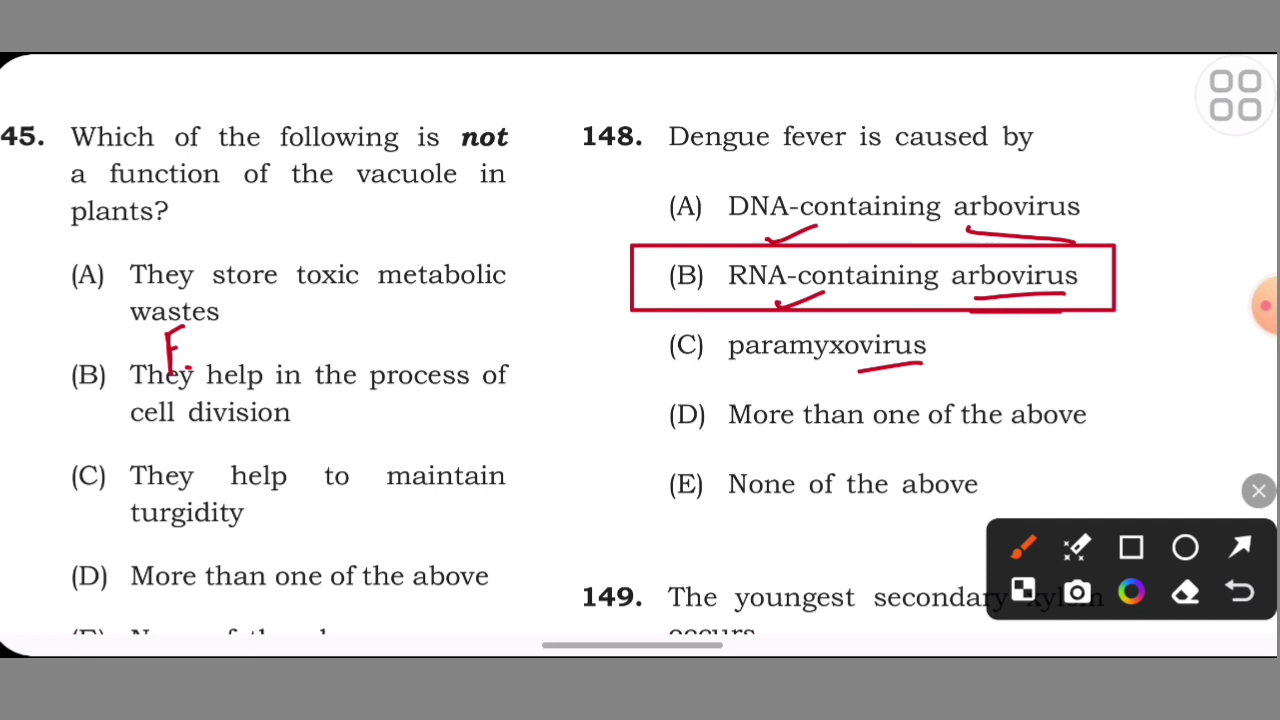 45. Which of the following is not
a function of the vacuole in
plants?
(A) They store toxic metabolic
wastes
F.
(B) They help in the process of
cell division
(C) They help to maintain
turgidity
(D) More than one of the above
148. Dengue fever is caused by
(A) DNA-containing arbovirus
(B) RNA-containing arbovirus
(C) paramyxovirus
(D) More than one of the above
(E) None of the above
149. The youngest secondary xylem
occurs